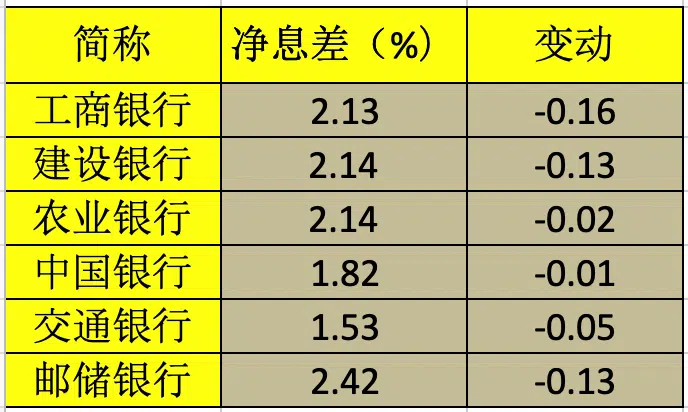 简称 净息差（%） 变动
工商银行 2.13 -0.16
建设银行 2.14 -0.13
农业银行 2.14 -0.02
中国银行 1.82 -0.01
交通银行 1.53 -0.05
邮储银行 2.42 -0.13